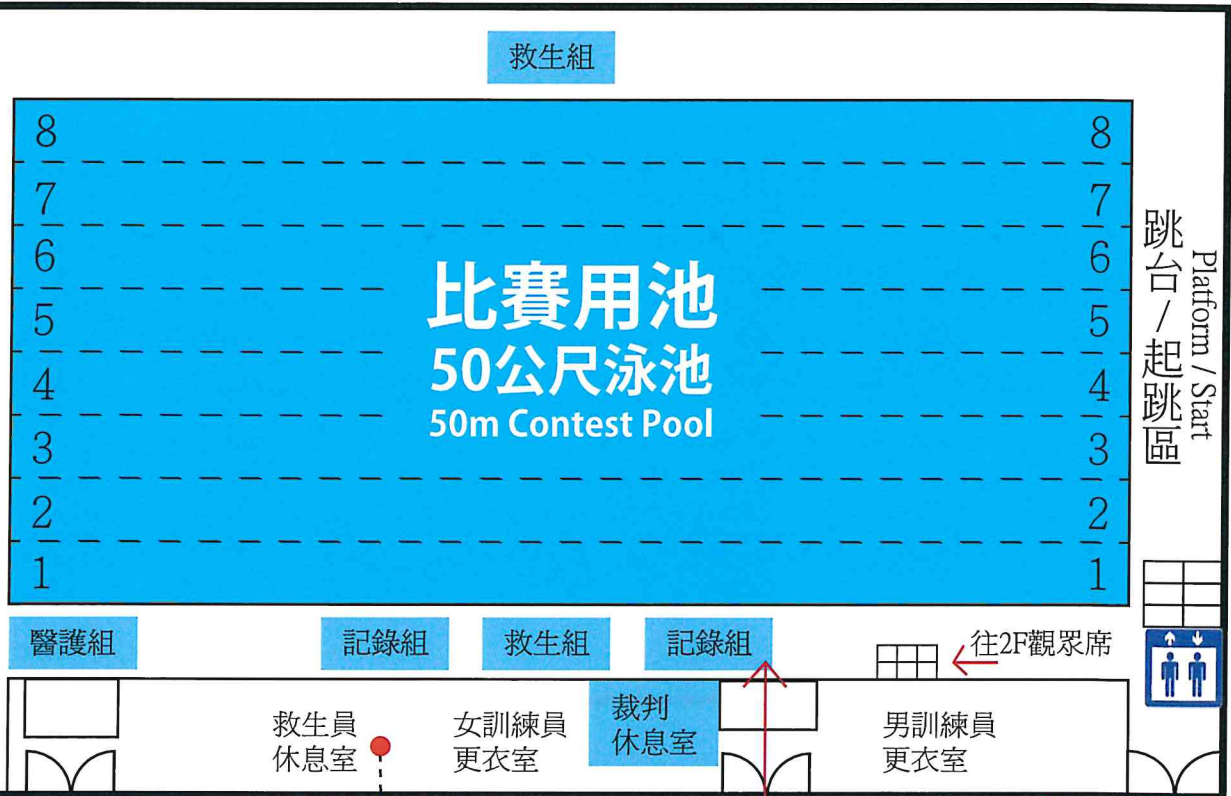 救生組
8 8
7 7
6 6
5 5
4 4
3 3
2 2
1 1
比賽用池
50公尺泳池
50m Contest Pool
跳台/起跳區
Platform / Start
醫護組
記錄組
救生組
記錄組
往2F觀眾席
救生員
休息室
女訓練員
更衣室
裁判
休息室
男訓練員
更衣室